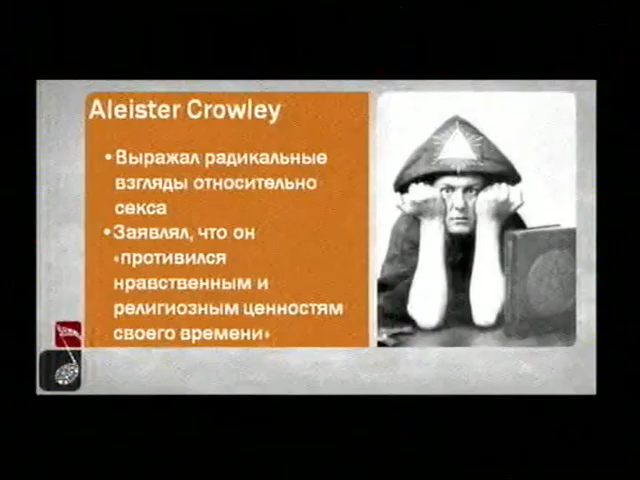 Aleister Crowley
•Выражал радикальные
взгляды относительно
секса
•Заявлял, что он
«противился
нравственным и
религиозным ценностям
своего времени»